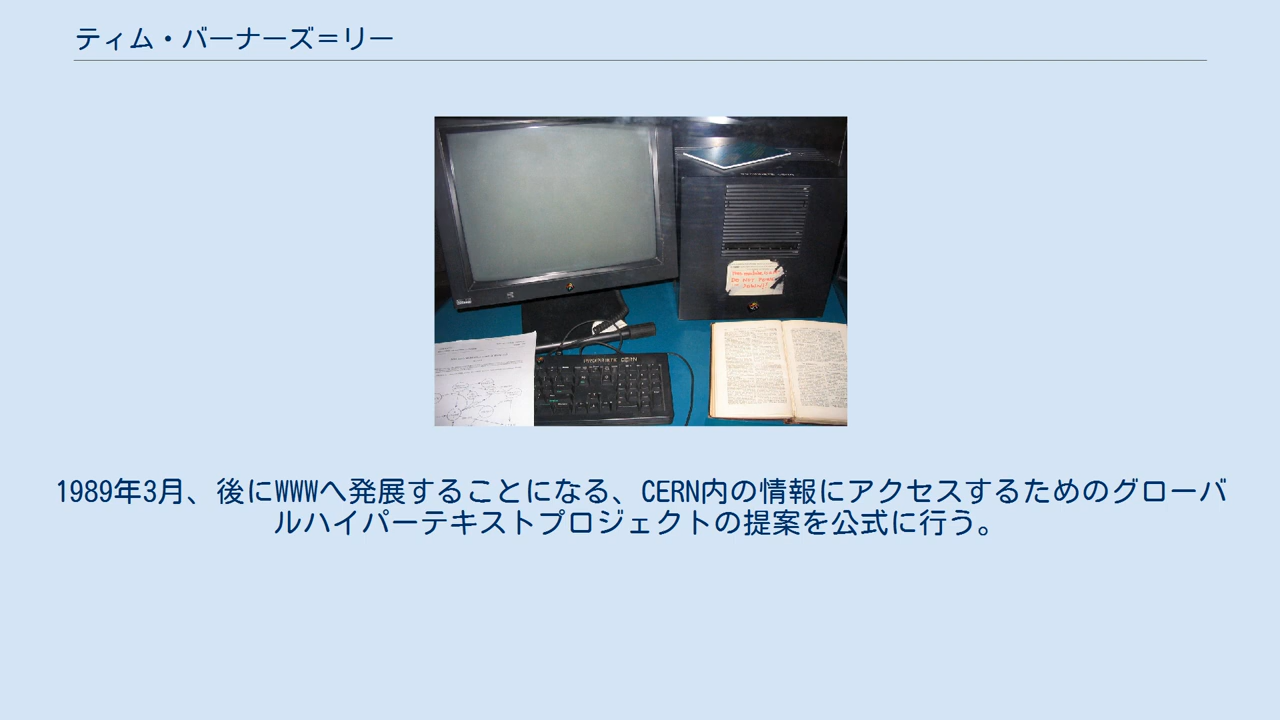 ティム・バーナーズ＝リー
1989年3月、後にWWWへ発展することになる、CERN内の情報にアクセスするためのグローバ
ルハイパーテキストプロジェクトの提案を公式に行う。